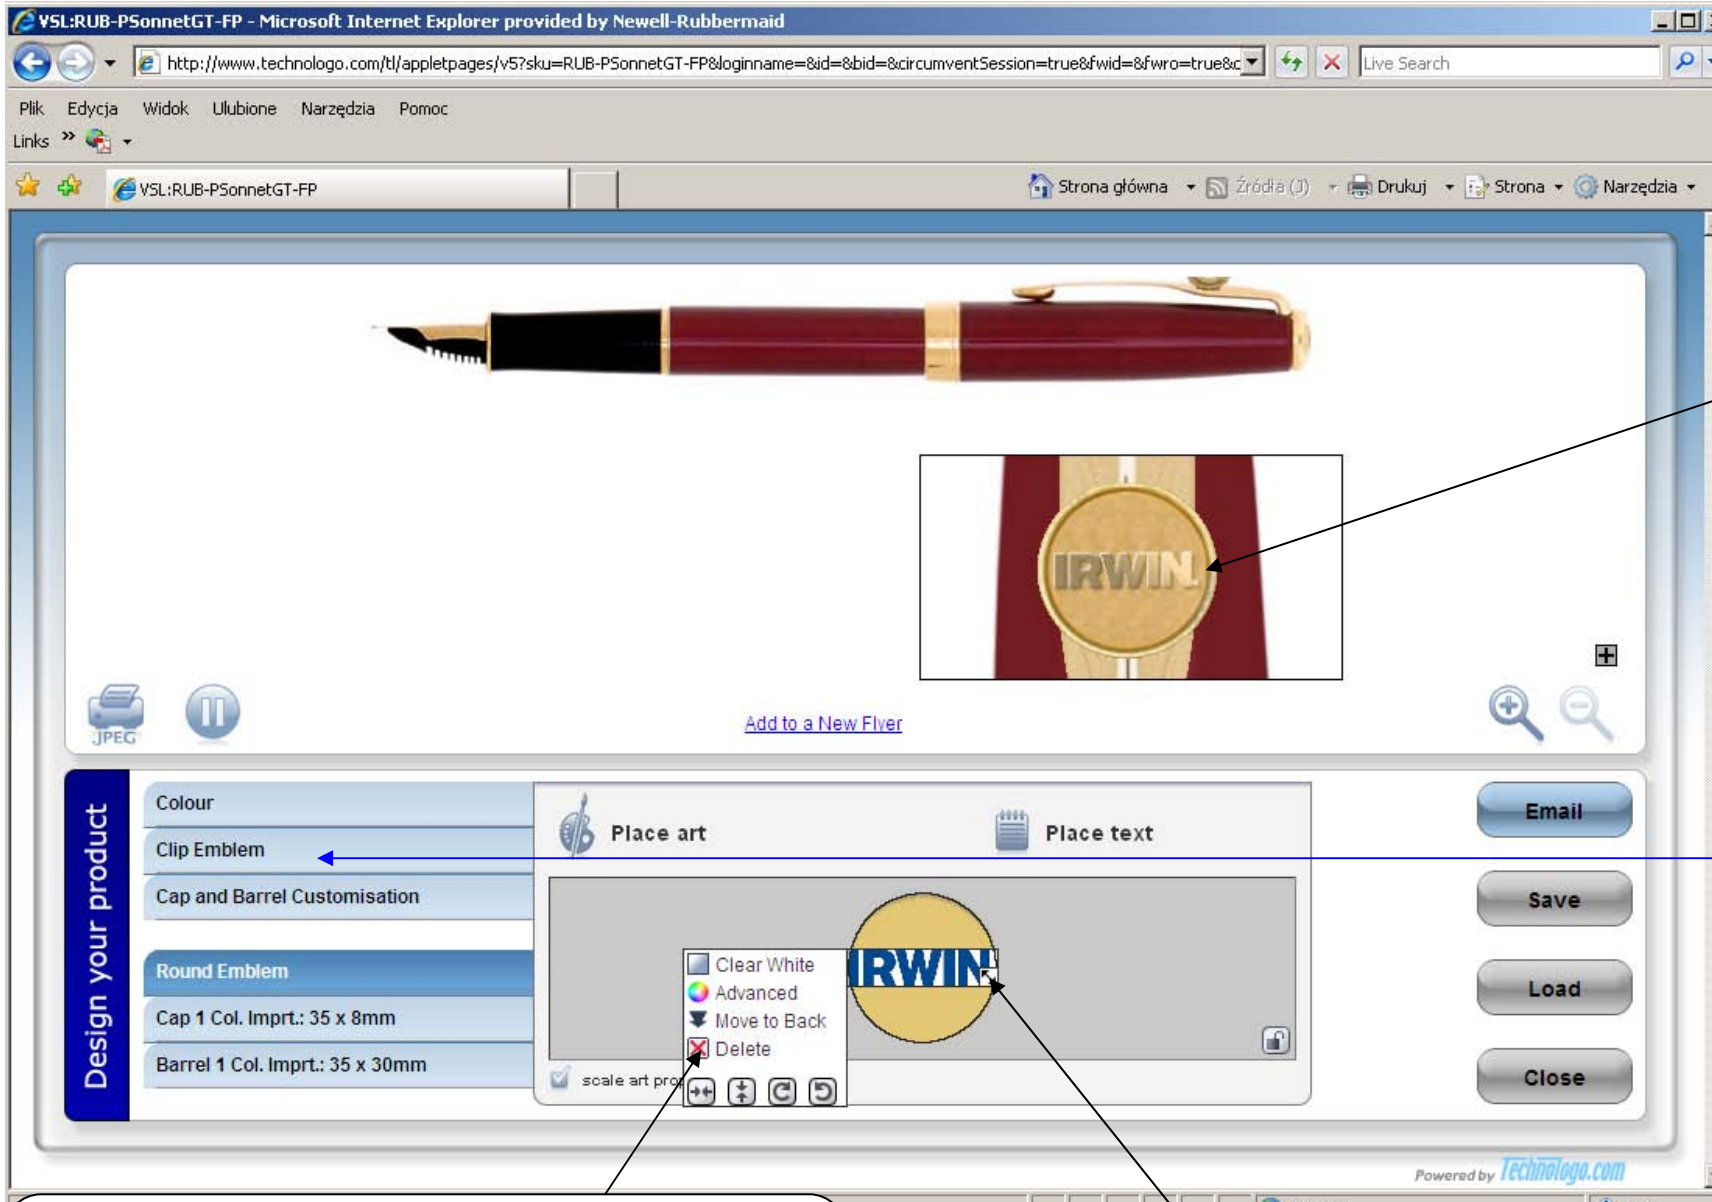 VSL:RUB-PSonnetGT-FP - Microsoft Internet Explorer provided by Newell-Rubbermaid
http://www.technologo.com/tl/appletpages/v5?sku=RUB-PSonnetGT-FP&loginname=&id=&bid=&circumventSession=true&fwid=&fwro=true&c
Live Search
Plik Edycja Widok Ulubione Narzędzia Pomoc
Links »
VSL:RUB-PSonnetGT-FP
Strona główna Źródła (J) Drukuj Strona Narzędzia
IRWIN
JPEG
Add to a New Flyer
Design your product
Colour
Clip Emblem
Cap and Barrel Customisation
Round Emblem
Cap 1 Col. Imprt.: 35 x 8mm
Barrel 1 Col. Imprt.: 35 x 30mm
Place art
Place text
IRWIN
Clear White
Advanced
Move to Back
Delete
scale art
Email
Save
Load
Close
Powered by Technologo.com